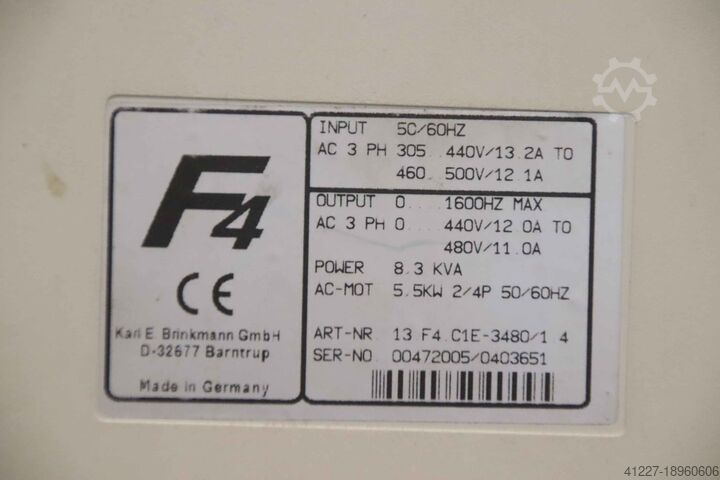 F4
CE
Karl E. Brinkmann GmbH
D-32677 Barntrup
Made in Germany
INPUT 50/60HZ
AC 3 PH 305...440V/13.2A TO
460...500V/12.1A
OUTPUT 0....1600HZ MAX
AC 3 PH 0....440V/12.0A TO
480V/11.0A
POWER 8.3 KVA
AC-MOT 5.5KW 2/4P 50/60HZ
ART-NR. 13.F4.C1E-3480/1.4
SER-NO. 00472005/0403651
41227-18960606